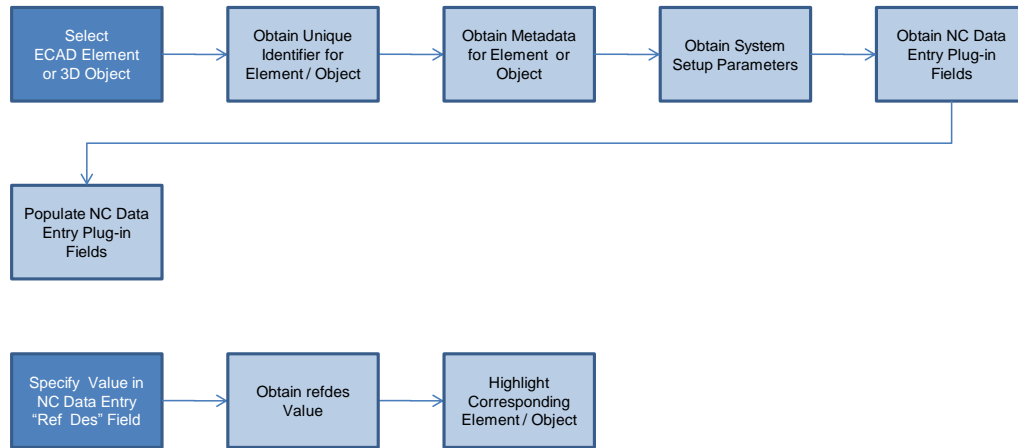 Select
ECAD Element
or 3D Object
Obtain Unique
Identifier for
Element / Object
Obtain Metadata
for Element or
Object
Obtain System
Setup Parameters
Obtain NC Data
Entry Plug-in
Fields
Populate NC Data
Entry Plug-in
Fields
Specify Value in
NC Data Entry
“Ref Des” Field
Obtain refdes
Value
Highlight
Corresponding
Element / Object